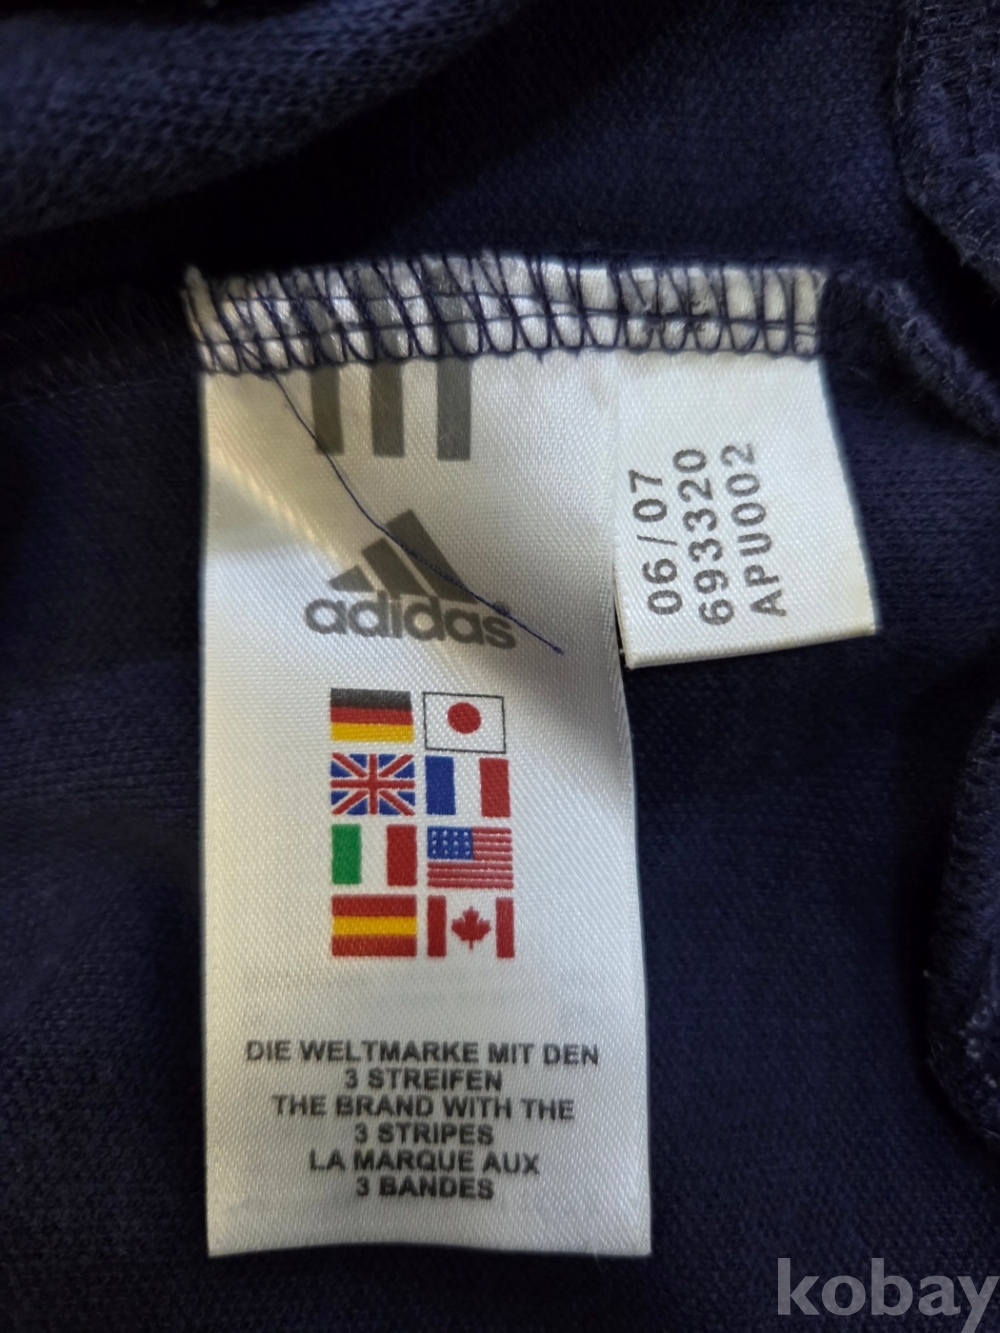 adidas
DIE WELTMARKE MIT DEN
3 STREIFEN
THE BRAND WITH THE
3 STRIPES
LA MARQUE AUX
3 BANDES
06/07
693320
APU002
kobay